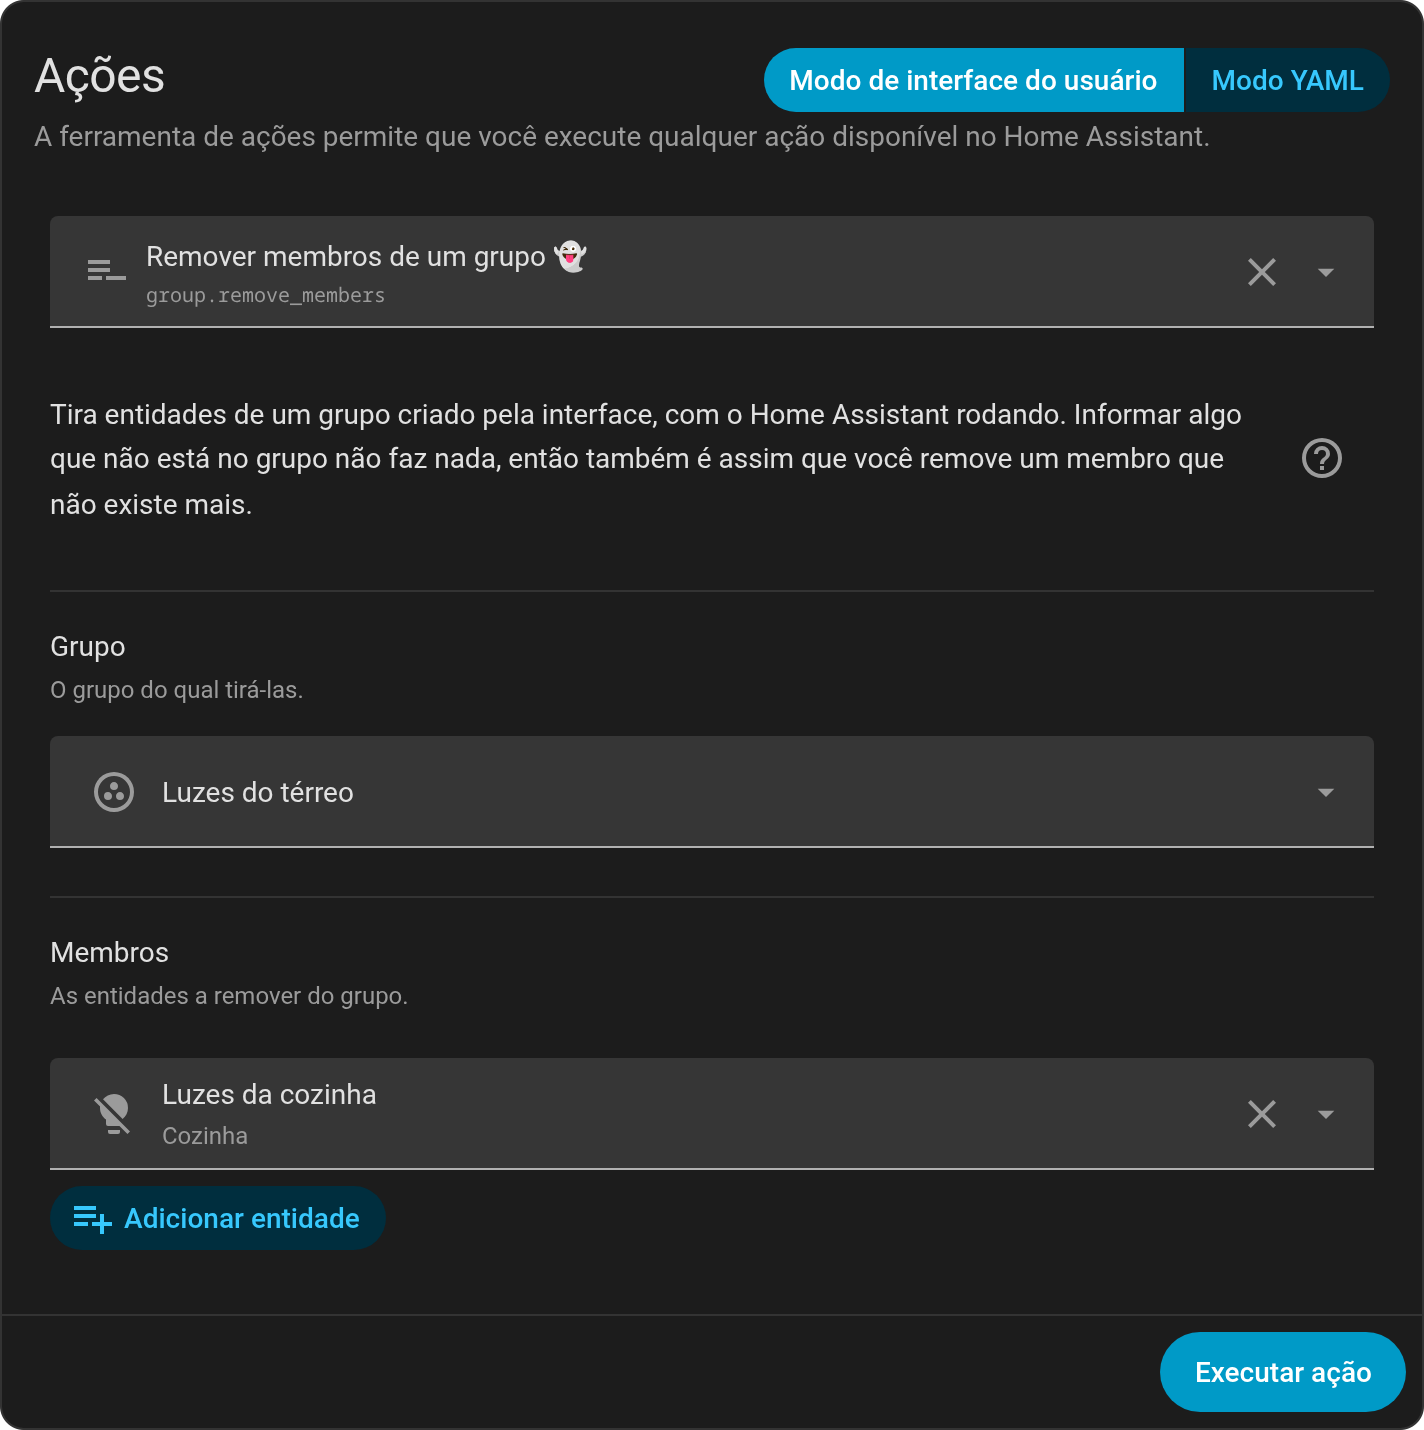 Ações
Modo de interface do usuário
Modo YAML
A ferramenta de ações permite que você execute qualquer ação disponível no Home Assistant.
Remover membros de um grupo 👻
group.remove_members
Tira entidades de um grupo criado pela interface, com o Home Assistant rodando. Informar algo
que não está no grupo não faz nada, então também é assim que você remove um membro que
não existe mais.
Grupo
O grupo do qual tirá-las.
Luzes do térreo
Membros
As entidades a remover do grupo.
Luzes da cozinha
Cozinha
Adicionar entidade
Executar ação